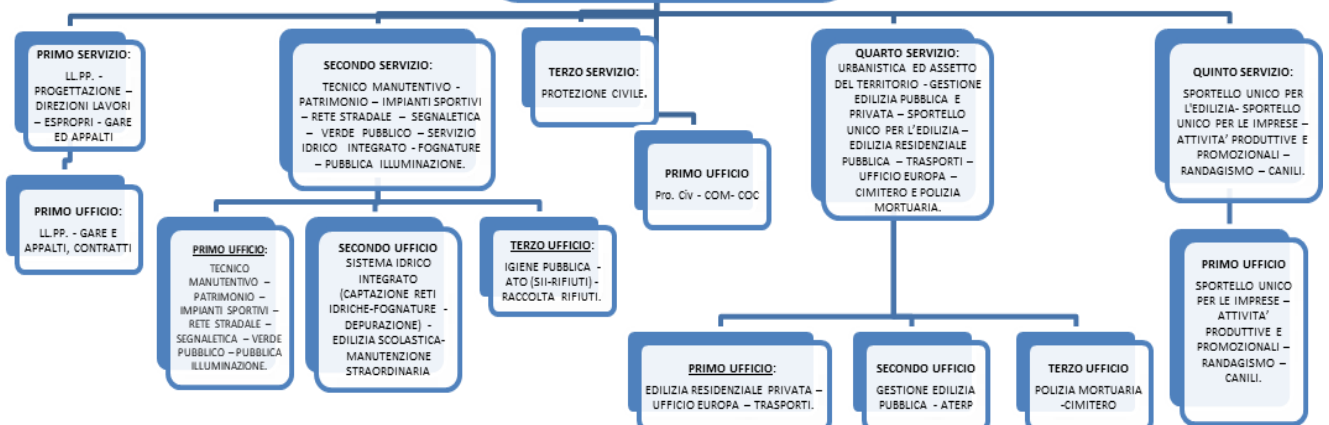 PRIMO SERVIZIO:
LL.PP. -
PROGETTAZIONE –
DIREZIONI LAVORI
– ESPROPRI - GARE
ED APPALTI
PRIMO UFFICIO:
LL.PP. - GARE E
APPALTI, CONTRATTI
SECONDO SERVIZIO:
TECNICO MANUTENTIVO -
PATRIMONIO – IMPIANTI SPORTIVI
– RETE STRADALE – SEGNALETICA
– VERDE PUBBLICO – SERVIZIO
IDRICO INTEGRATO - FOGNATURE
– PUBBLICA ILLUMINAZIONE.
PRIMO UFFICIO:
TECNICO
MANUTENTIVO –
PATRIMONIO –
IMPIANTI SPORTIVI –
RETE STRADALE –
SEGNALETICA – VERDE
PUBBLICO – PUBBLICA
ILLUMINAZIONE.
SECONDO UFFICIO
SISTEMA IDRICO
INTEGRATO
(CAPTAZIONE RETI
IDRICHE-FOGNATURE -
DEPURAZIONE) -
EDILIZIA SCOLASTICA-
MANUTENZIONE
STRAORDINARIA
TERZO UFFICIO:
IGIENE PUBBLICA -
ATO (SII-RIFIUTI) -
RACCOLTA RIFIUTI.
TERZO SERVIZIO:
PROTEZIONE CIVILE.
PRIMO UFFICIO
Pro. Civ - COM- COC
QUARTO SERVIZIO:
URBANISTICA ED ASSETTO
DEL TERRITORIO - GESTIONE
EDILIZIA PUBBLICA E
PRIVATA – SPORTELLO
UNICO PER L'EDILIZIA –
EDILIZIA RESIDENZIALE
PUBBLICA – TRASPORTI –
UFFICIO EUROPA –
CIMITERO E POLIZIA
MORTUARIA.
PRIMO UFFICIO:
EDILIZIA RESIDENZIALE PRIVATA –
UFFICIO EUROPA – TRASPORTI.
SECONDO UFFICIO
GESTIONE EDILIZIA
PUBBLICA - ATERP
TERZO UFFICIO
POLIZIA MORTUARIA
-CIMITERO
QUINTO SERVIZIO:
SPORTELLO UNICO PER
L'EDILIZIA- SPORTELLO
UNICO PER LE IMPRESE –
ATTIVITA' PRODUTTIVE E
PROMOZIONALI –
RANDAGISMO – CANILI.
PRIMO UFFICIO
SPORTELLO UNICO
PER LE IMPRESE –
ATTIVITA'
PRODUTTIVE E
PROMOZIONALI –
RANDAGISMO –
CANILI.